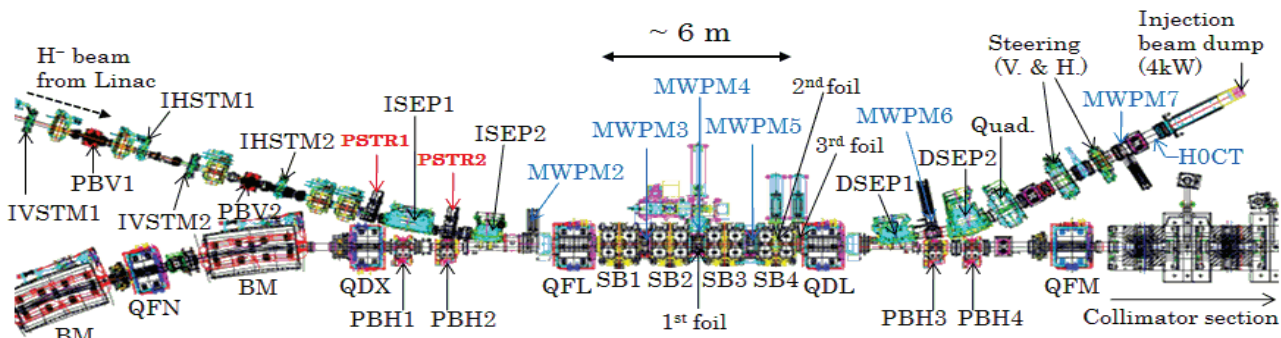 ~ 6 m
Injection
beam dump
(4kW)
Steering
(V. & H.)
H⁻ beam
from Linac
2nd foil
MWPM4
IHSTM1
ISEP1
MWPM7
MWPM6
ISEP2
MWPM3
MWPM5
Quad.
IHSTM2
PSTR1
3rd foil
DSEP2
PSTR2
H0CT
MWPM2
DSEP1
PBV1
IVSTM1
IVSTM2
PBV2
BM
QFN
BM
QDX
QFL
SB1
SB2
SB3
SB4
QDL
QFM
PBH1
PBH2
1st foil
PBH3
PBH4
Collimator section